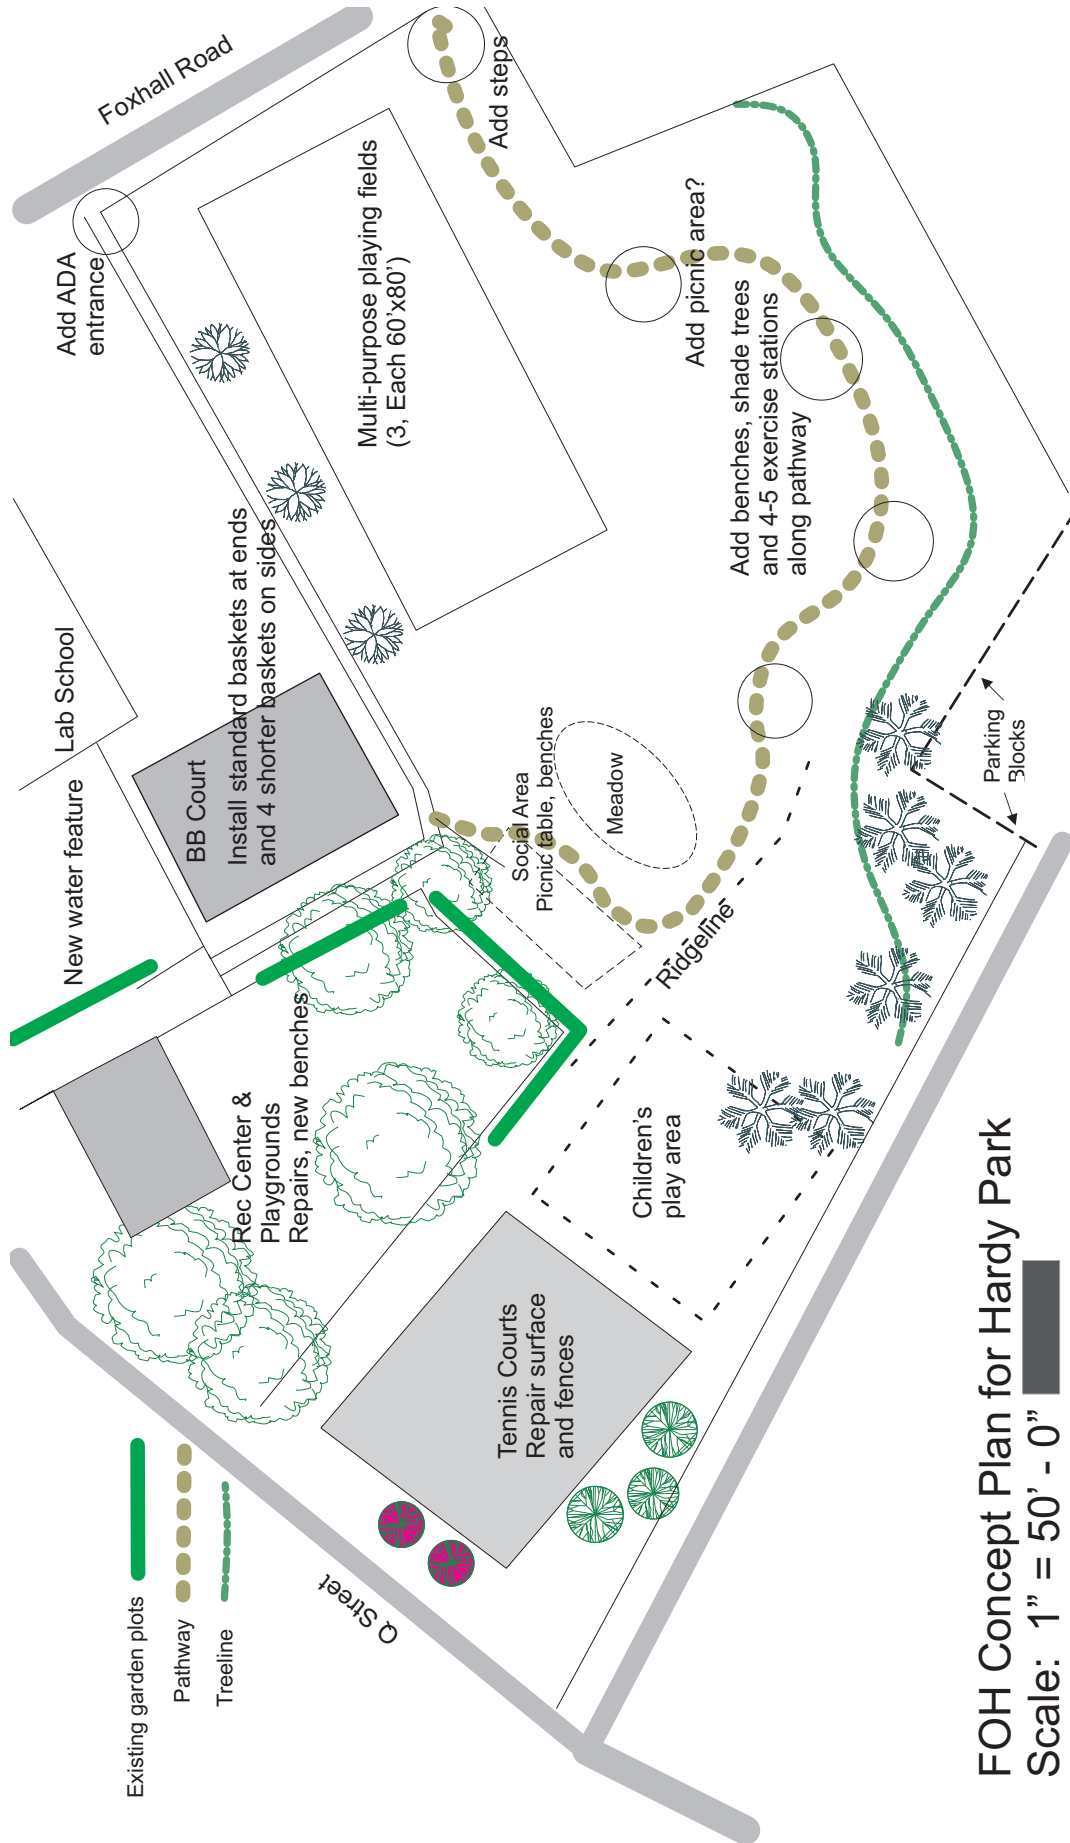 Foxhall Road
Add ADA
entrance
Add steps
Multi-purpose playing fields
(3, Each 60'x80')
Add picnic area?
Add benches, shade trees
and 4-5 exercise stations
along pathway
Lab School
New water feature
BB Court
Install standard baskets at ends
and 4 shorter baskets on sides
Social Area
Picnic table, benches
Meadow
Ridgeline
Parking
Blocks
Rec Center &
Playgrounds
Repairs, new benches
Children's
play area
Tennis Courts
Repair surface
and fences
Q Street
Existing garden plots
Pathway
Treeline
FOH Concept Plan for Hardy Park
Scale: 1” = 50’ - 0”